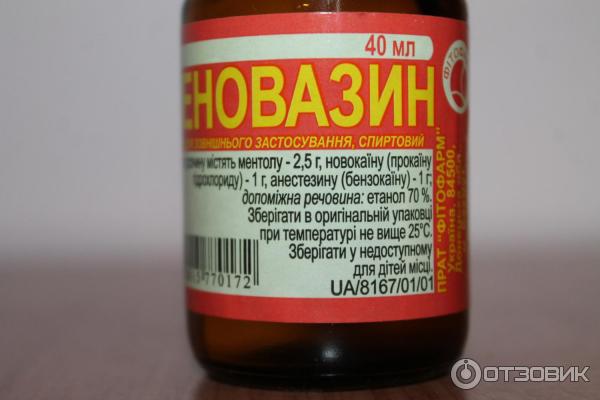 40 мл
ЕНОВАЗИН
ЗОВНІШНЬОГО ЗАСТОСУВАННЯ, СПИРТОВИЙ
містять ментолу - 2,5 г, новокаїну (прокаїну
гідрохлориду) - 1 г, анестезину (бензокаїну) - 1 г;
допоміжна речовина: етанол 70 %.
Зберігати в оригінальній упаковці
при температурі не вище 25°С.
Зберігати у недоступному
для дітей місці.
UA/8167/01/01
770172
ПРАТ "ФІТОФАРМ"
Україна, 84500,
ОТЗОВИК